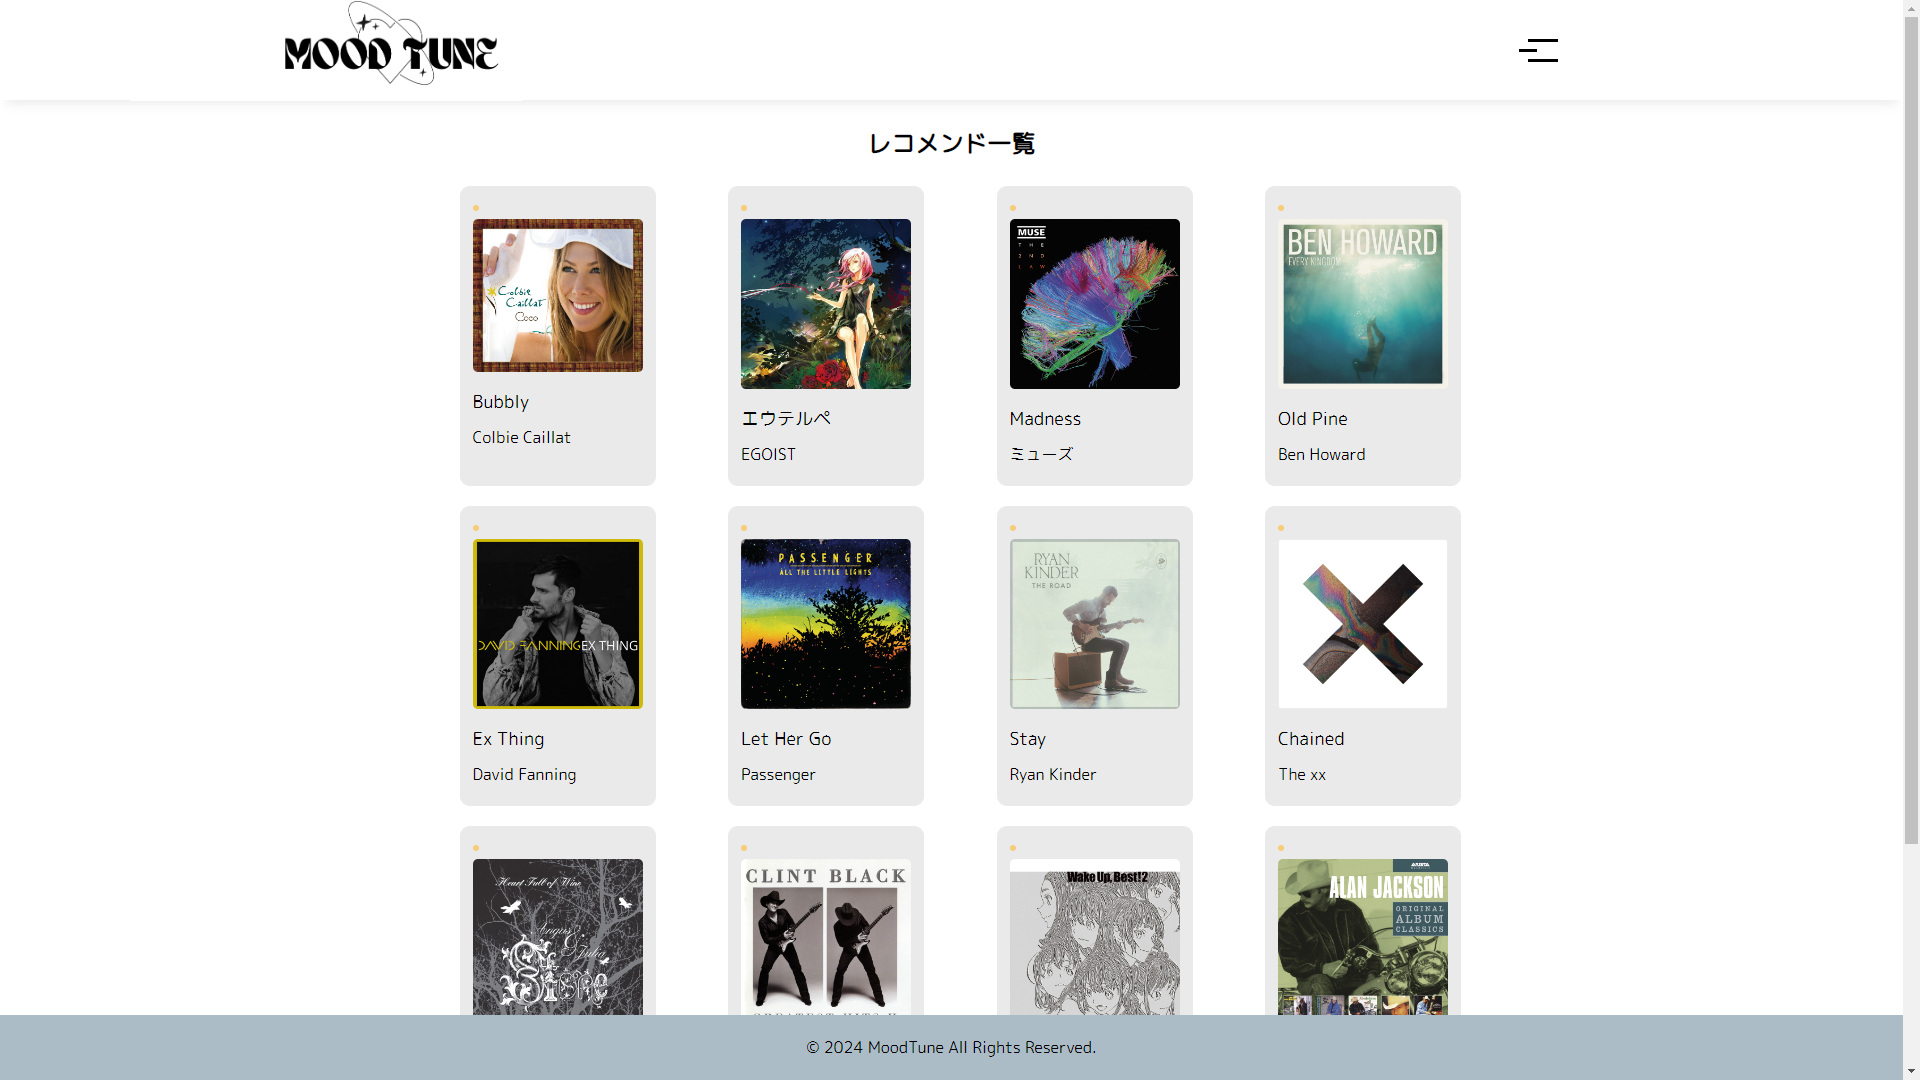 MOOD TUNE
レコメンド一覧
Colbie
Caillat
Coco
Bubbly
Colbie Caillat
エウテルペ
EGOIST
MUSE
THE
2ND
LAW
Madness
ミューズ
BEN HOWARD
EVERY KINGDOM
Old Pine
Ben Howard
DAVID FANNING EX THING
Ex Thing
David Fanning
PASSENGER
ALL THE LITTLE LIGHTS
Let Her Go
Passenger
RYAN
KINDER
THE ROAD
Stay
Ryan Kinder
Chained
The xx
Heart Full of Wine
Angus
& Julia
Stone
CLINT BLACK
Wake Up, Best!2
ARISTA
ALAN JACKSON
ORIGINAL
ALBUM
CLASSICS
© 2024 MoodTune All Rights Reserved.